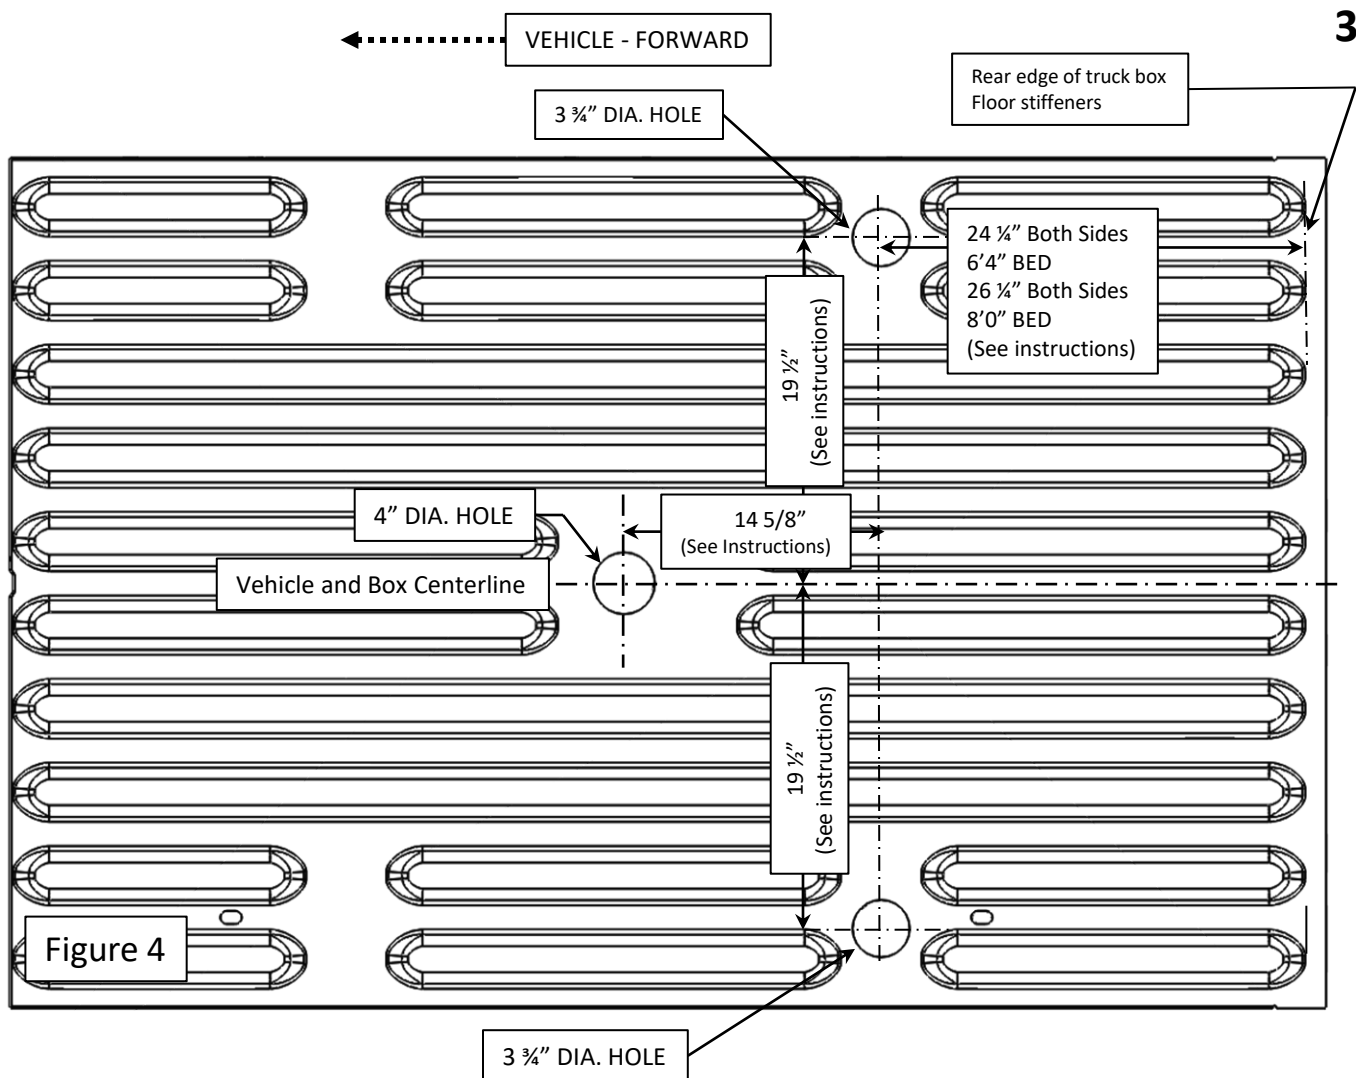 3
VEHICLE - FORWARD
Rear edge of truck box
Floor stiffeners
3 ¾” DIA. HOLE
24 ¼” Both Sides
6’4” BED
26 ¼” Both Sides
8’0” BED
(See instructions)
19 ½”
(See instructions)
4” DIA. HOLE
14 5/8”
(See Instructions)
Vehicle and Box Centerline
19 ½”
(See instructions)
Figure 4
3 ¾” DIA. HOLE